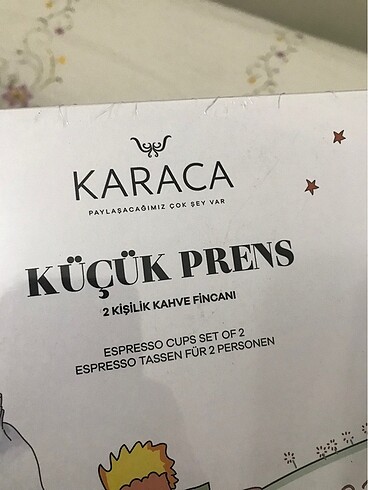 KARACA
PAYLAŞACAĞIMIZ ÇOK ŞEY VAR
KÜÇÜK PRENS
2 KİŞİLİK KAHVE FİNCANI
ESPRESSO CUPS SET OF 2
ESPRESSO TASSEN FÜR 2 PERSONEN